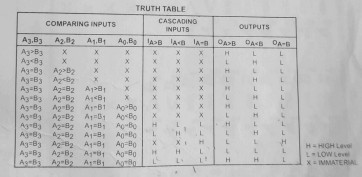 TRUTH TABLE
COMPARING INPUTS CASCADING INPUTS OUTPUTS
A3,B3 A2,B2 A1,B1 A0,B0 IA>B IA<B IA=B OA>B OA<B OA=B
A3>B3 X X X X X X H L L
A3<B3 X X X X X X L H L
A3=B3 A2>B2 X X X X X H L L
A3=B3 A2<B2 X X X X X L H L
A3=B3 A2=B2 A1>B1 X X X X H L L
A3=B3 A2=B2 A1<B1 X X X X L H L
A3=B3 A2=B2 A1=B1 A0>B0 X X X H L L
A3=B3 A2=B2 A1=B1 A0<B0 X X X L H L
A3=B3 A2=B2 A1=B1 A0=B0 H L L H L L
A3=B3 A2=B2 A1=B1 A0=B0 L H L L H L
A3=B3 A2=B2 A1=B1 A0=B0 X X H L L H
A3=B3 A2=B2 A1=B1 A0=B0 H H L L L L
A3=B3 A2=B2 A1=B1 A0=B0 L L L H H L
H = HIGH Level
L = LOW Level
X = IMMATERIAL